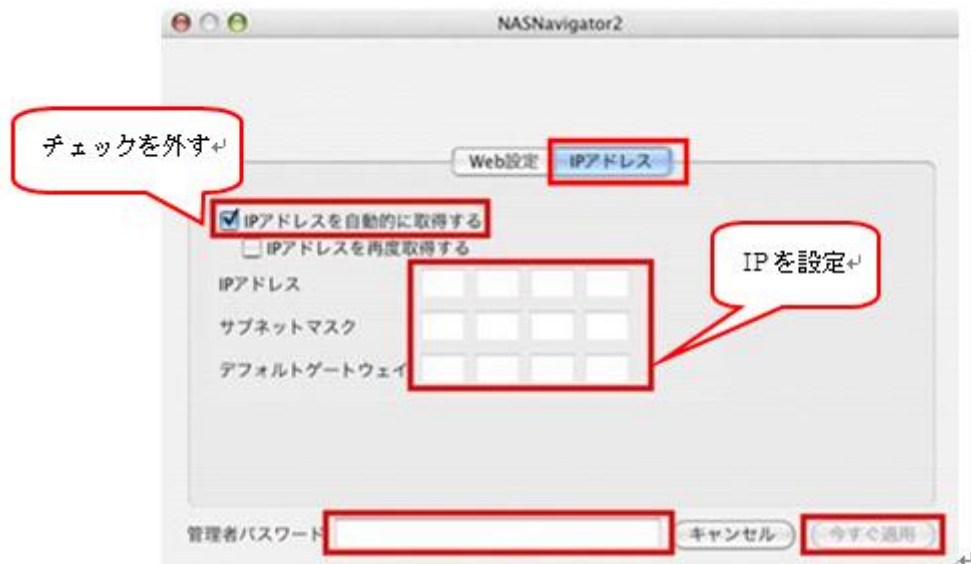 NASNavigator2
チェックを外す↵
Web設定 IPアドレス
IPアドレスを自動的に取得する
IPアドレスを再度取得する
IPを設定↵
IPアドレス
サブネットマスク
デフォルトゲートウェイ
管理者パスワード キャンセル 今すぐ適用
↵